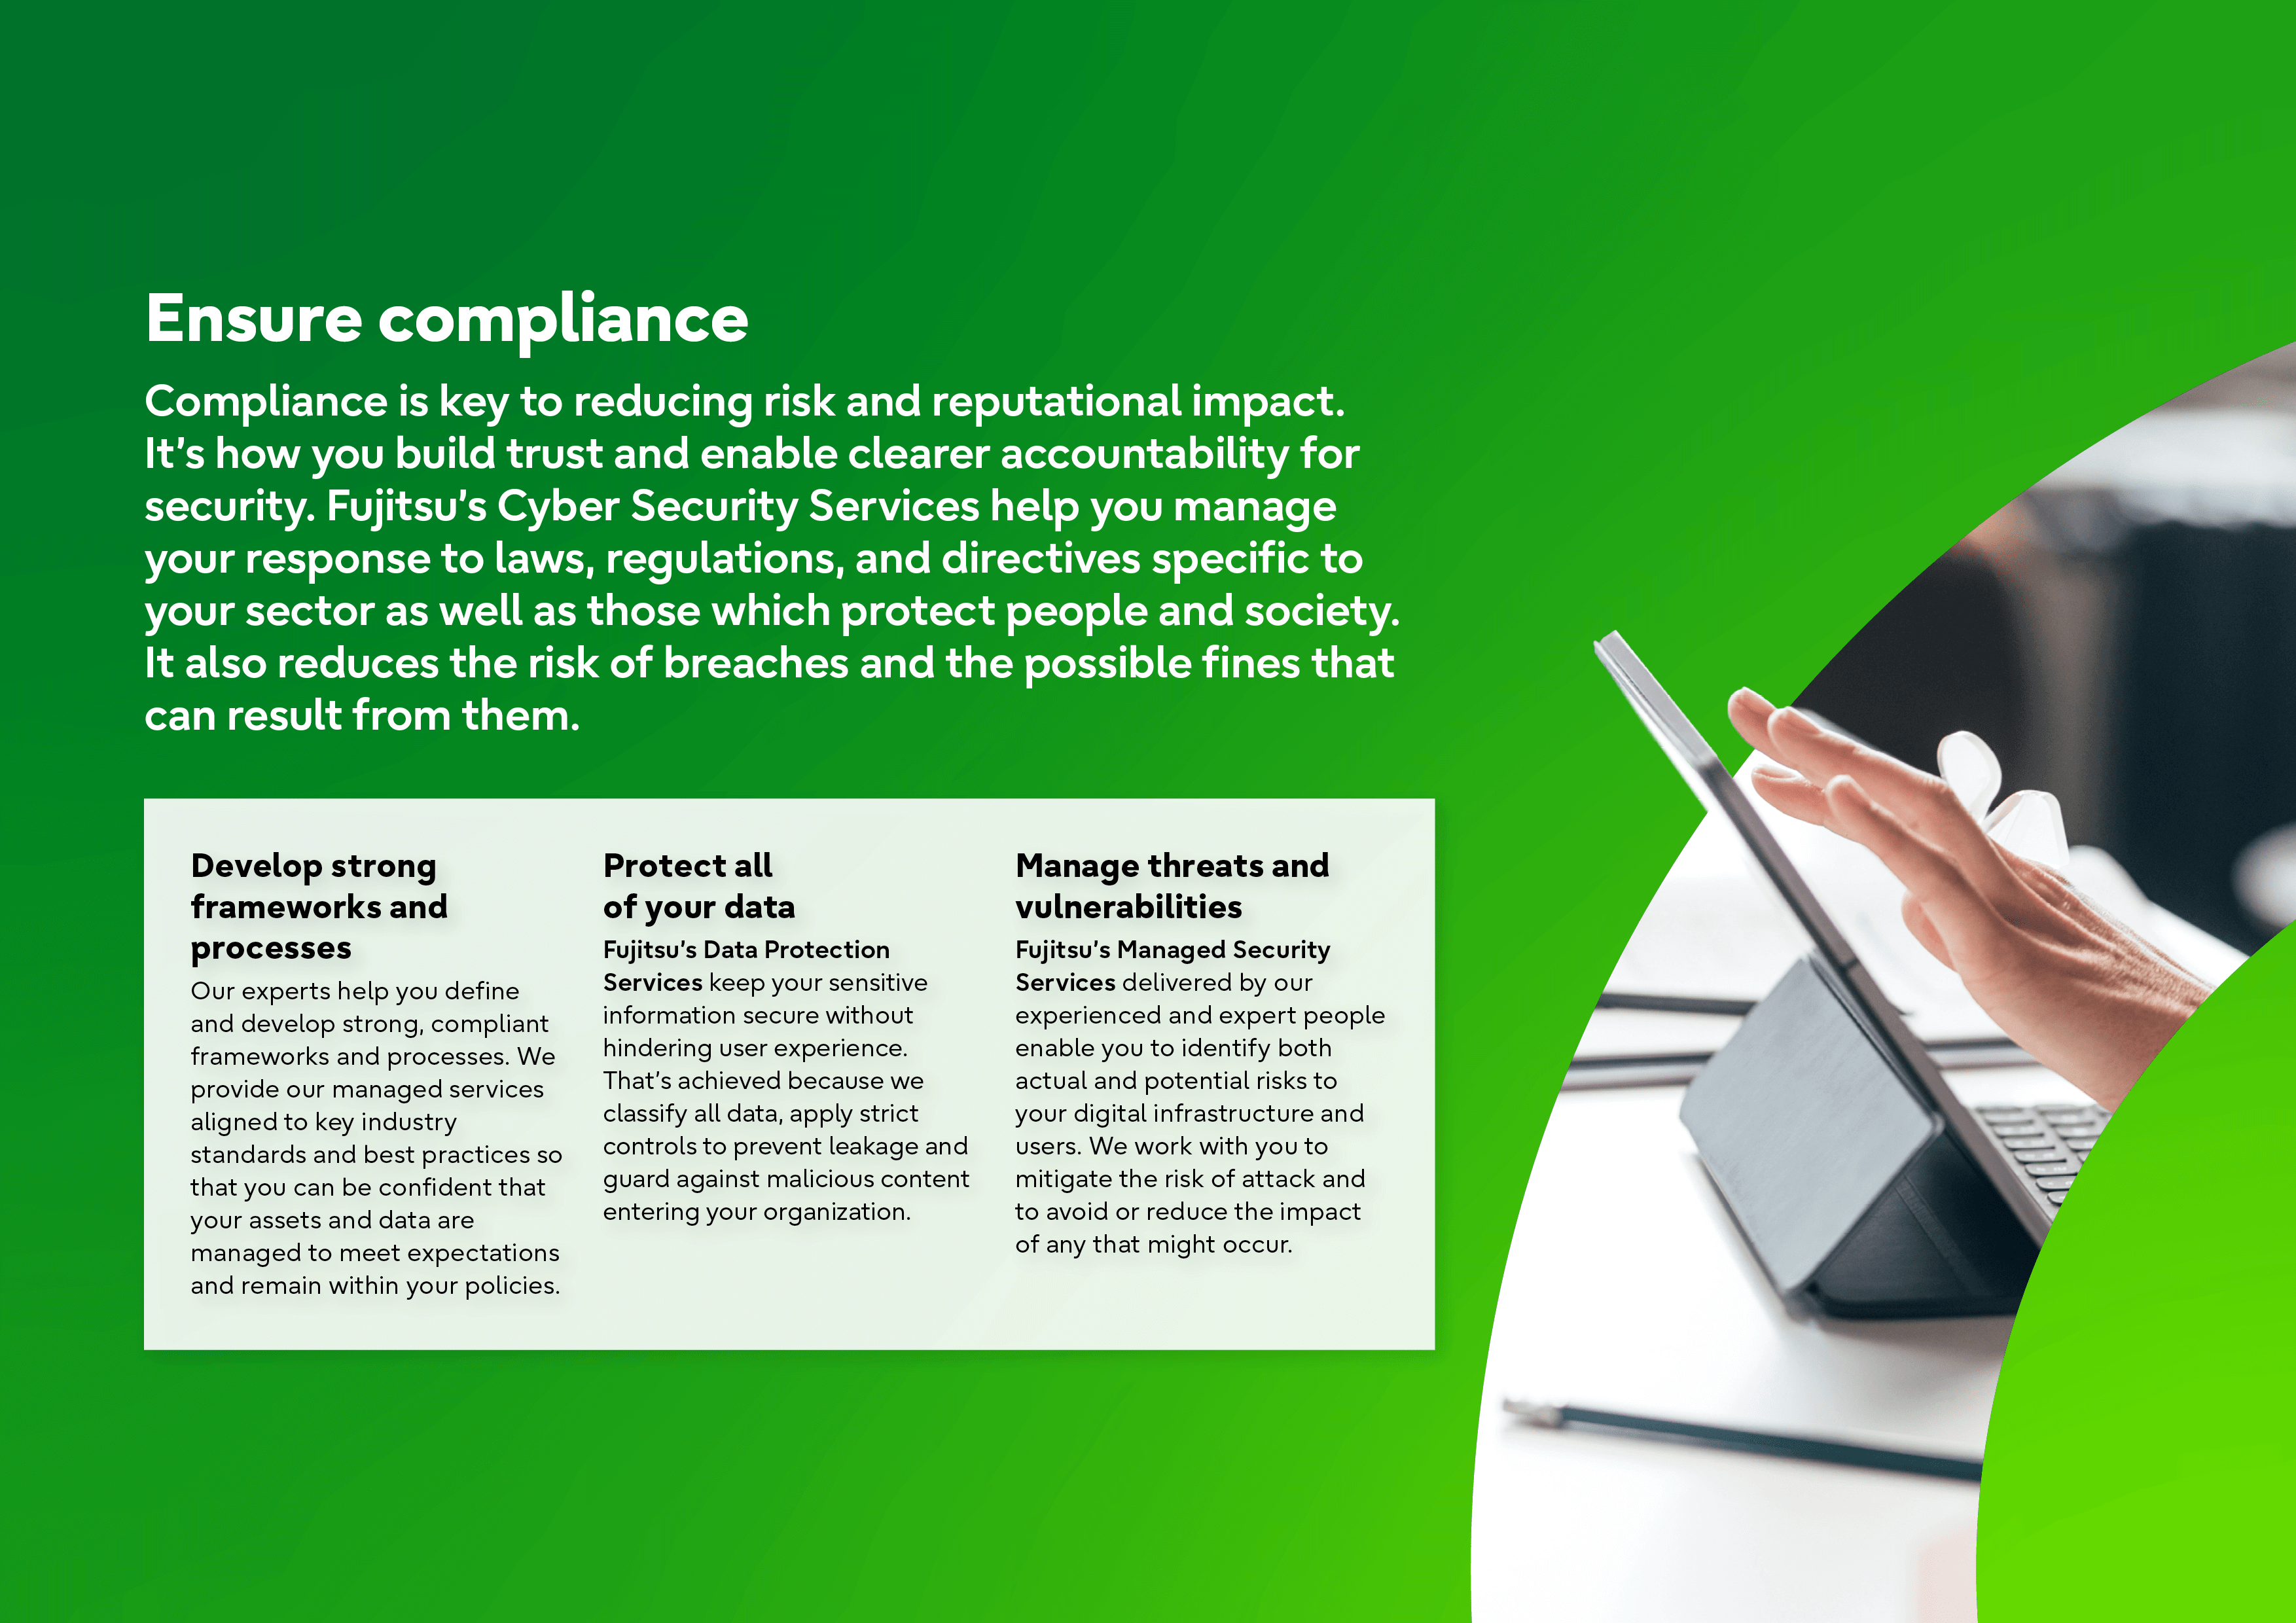 Ensure compliance
Compliance is key to reducing risk and reputational impact.
It’s how you build trust and enable clearer accountability for
security. Fujitsu’s Cyber Security Services help you manage
your response to laws, regulations, and directives specific to
your sector as well as those which protect people and society.
It also reduces the risk of breaches and the possible fines that
can result from them.
Develop strong
frameworks and
processes
Our experts help you define
and develop strong, compliant
frameworks and processes. We
provide our managed services
aligned to key industry
standards and best practices so
that you can be confident that
your assets and data are
managed to meet expectations
and remain within your policies.
Protect all
of your data
Fujitsu’s Data Protection
Services keep your sensitive
information secure without
hindering user experience.
That’s achieved because we
classify all data, apply strict
controls to prevent leakage and
guard against malicious content
entering your organization.
Manage threats and
vulnerabilities
Fujitsu’s Managed Security
Services delivered by our
experienced and expert people
enable you to identify both
actual and potential risks to
your digital infrastructure and
users. We work with you to
mitigate the risk of attack and
to avoid or reduce the impact
of any that might occur.